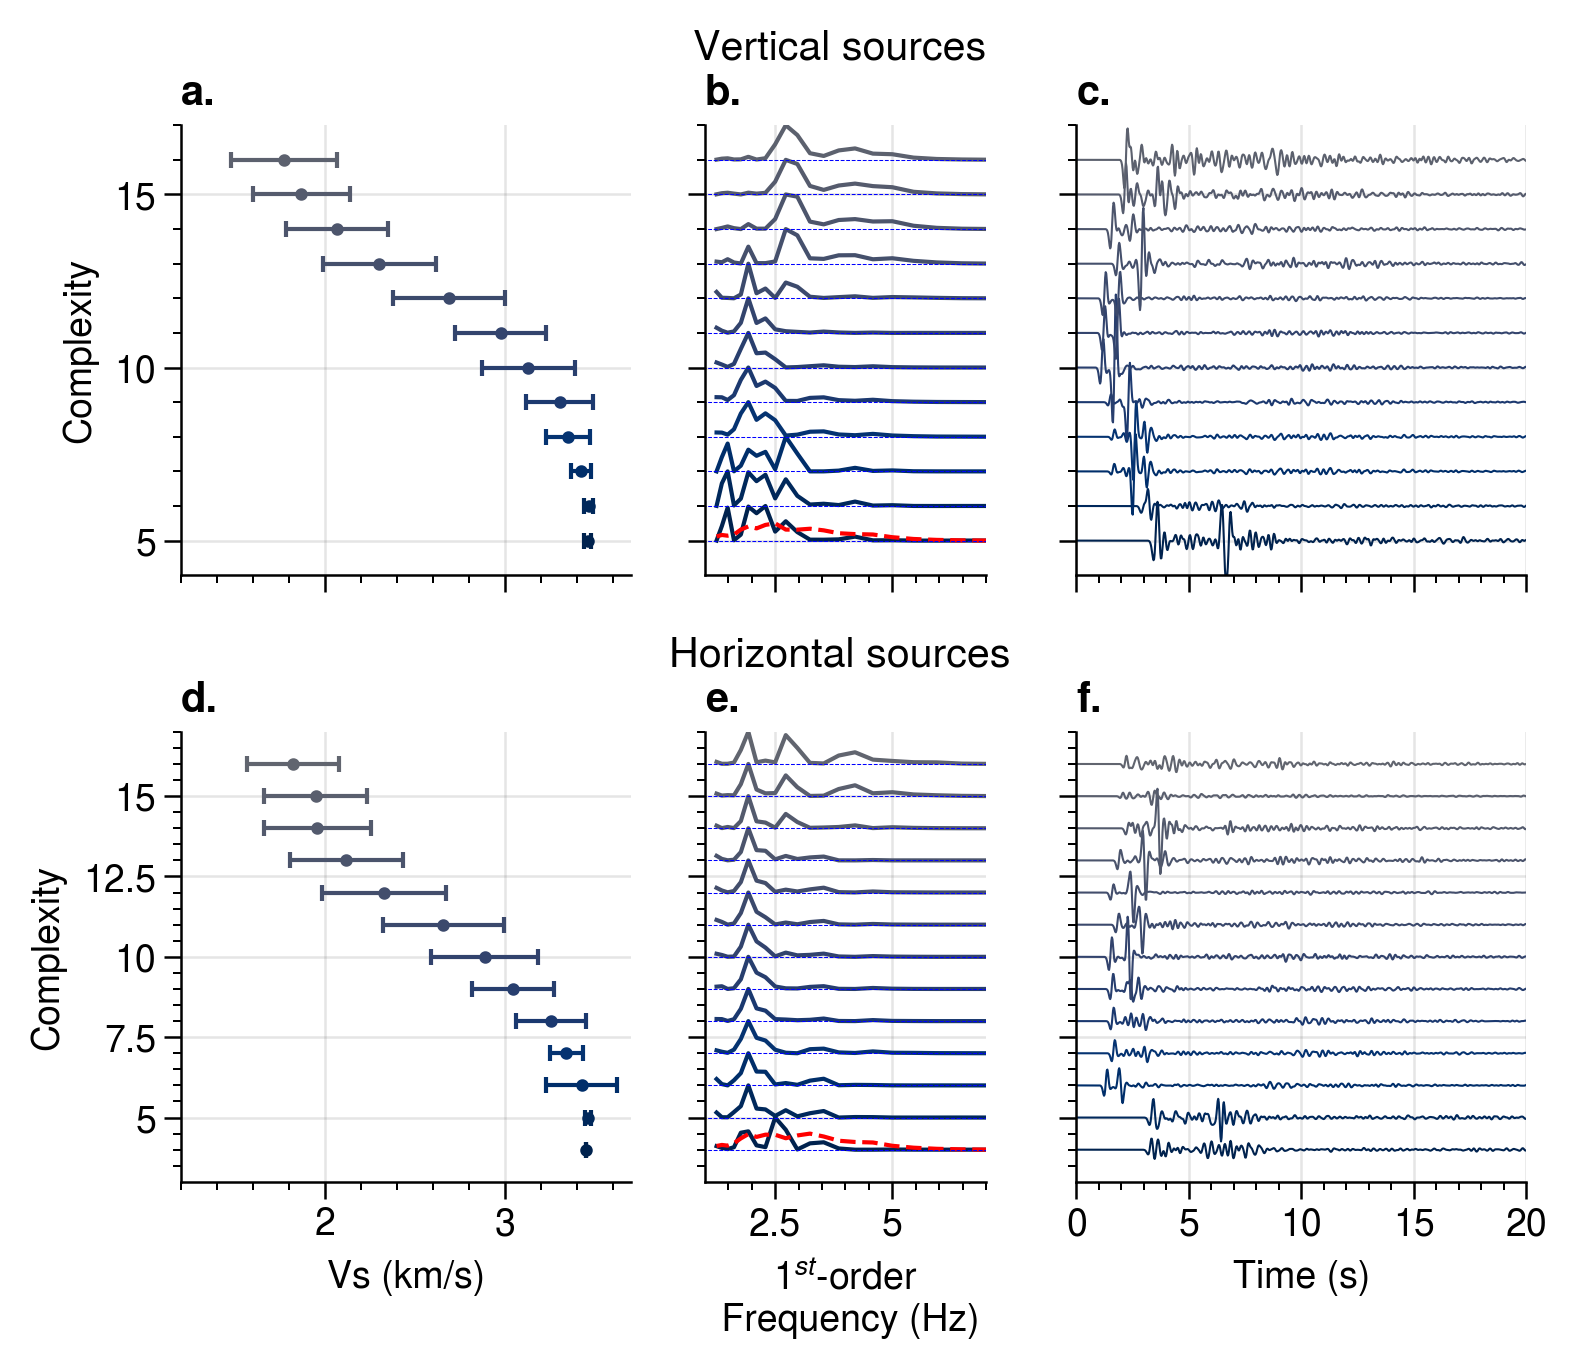 Vertical sources
a.
b.
c.
15
10
5
Complexity
Horizontal sources
d.
e.
f.
15
12.5
10
7.5
5
Complexity
2
3
2.5
5
0
5
10
15
20
Vs (km/s)
1st-order
Frequency (Hz)
Time (s)